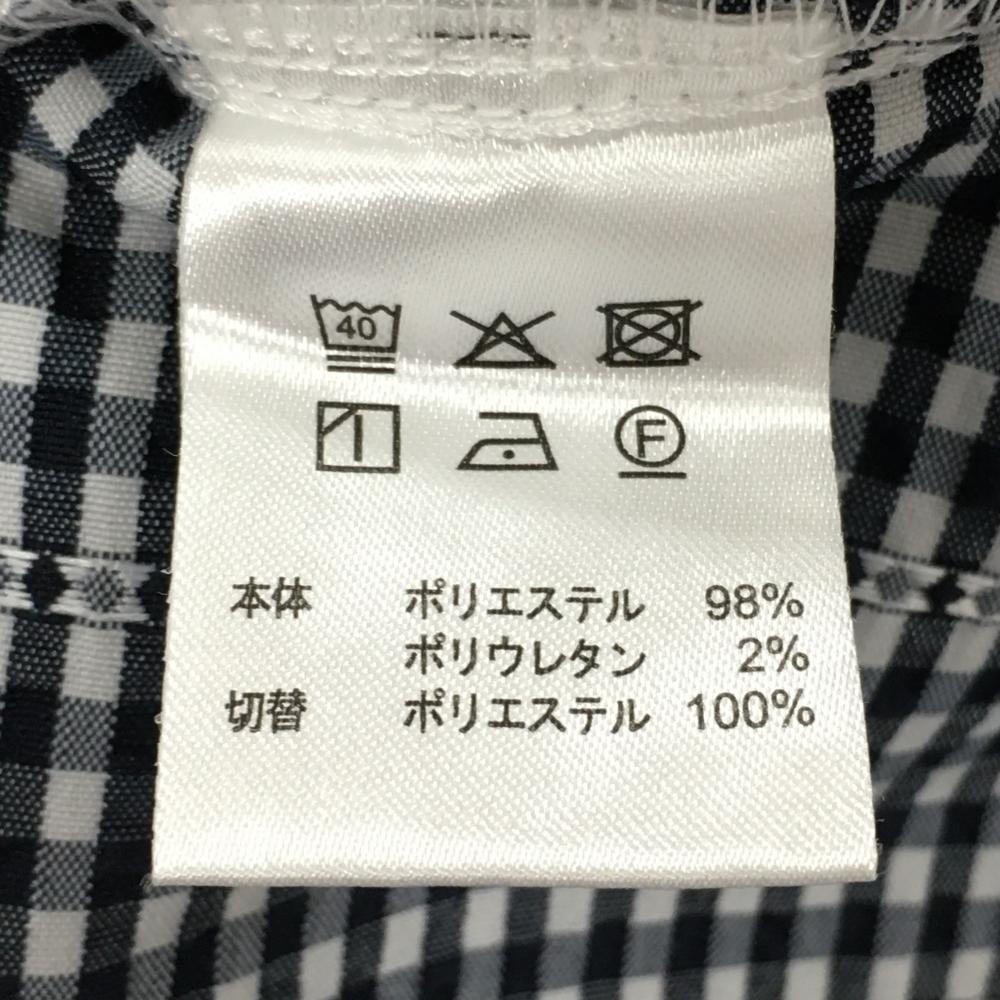 40
F
本体 ポリエステル 98%
ポリウレタン 2%
切替 ポリエステル 100%